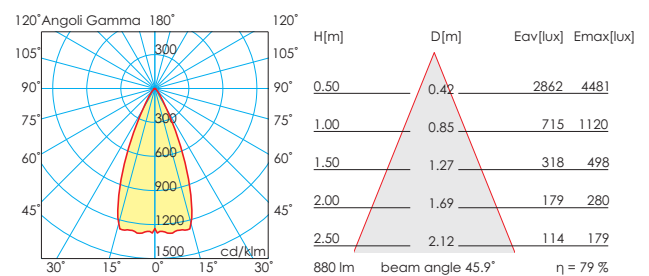 120° Angoli Gamma 180° 120°
105° 300 105°
90° 90°
75° 300 75°
60° 600 60°
900
45° 1200 45°
1500 cd/klm
30° 15° 0° 15° 30°
H[m] D[m] Eav[lux] Emax[lux]
0.50 0.42 2862 4481
1.00 0.85 715 1120
1.50 1.27 318 498
2.00 1.69 179 280
2.50 2.12 114 179
880 lm beam angle 45.9° η = 79 %